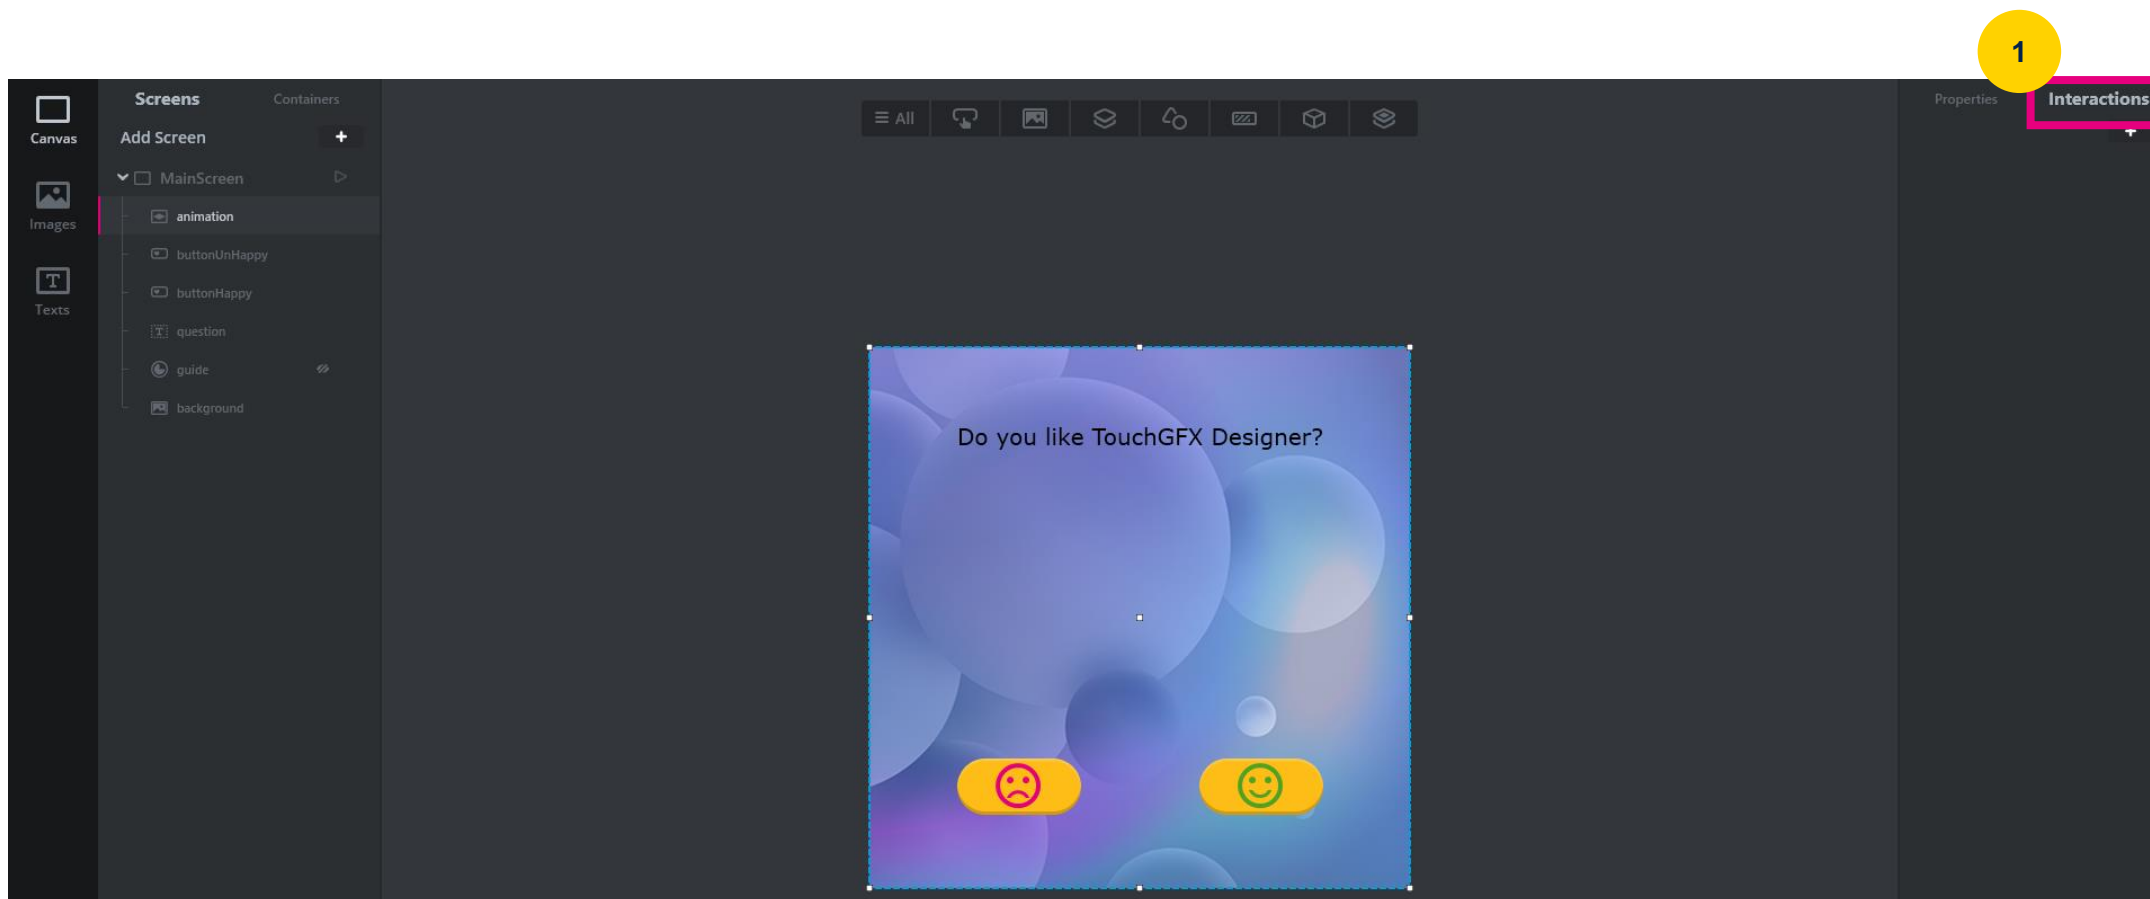 1
Screens
Containers
Properties
Interactions
All
Canvas
Add Screen
+
+
MainScreen
animation
Images
buttonUnHappy
buttonHappy
Texts
question
guide
background
Do you like TouchGFX Designer?